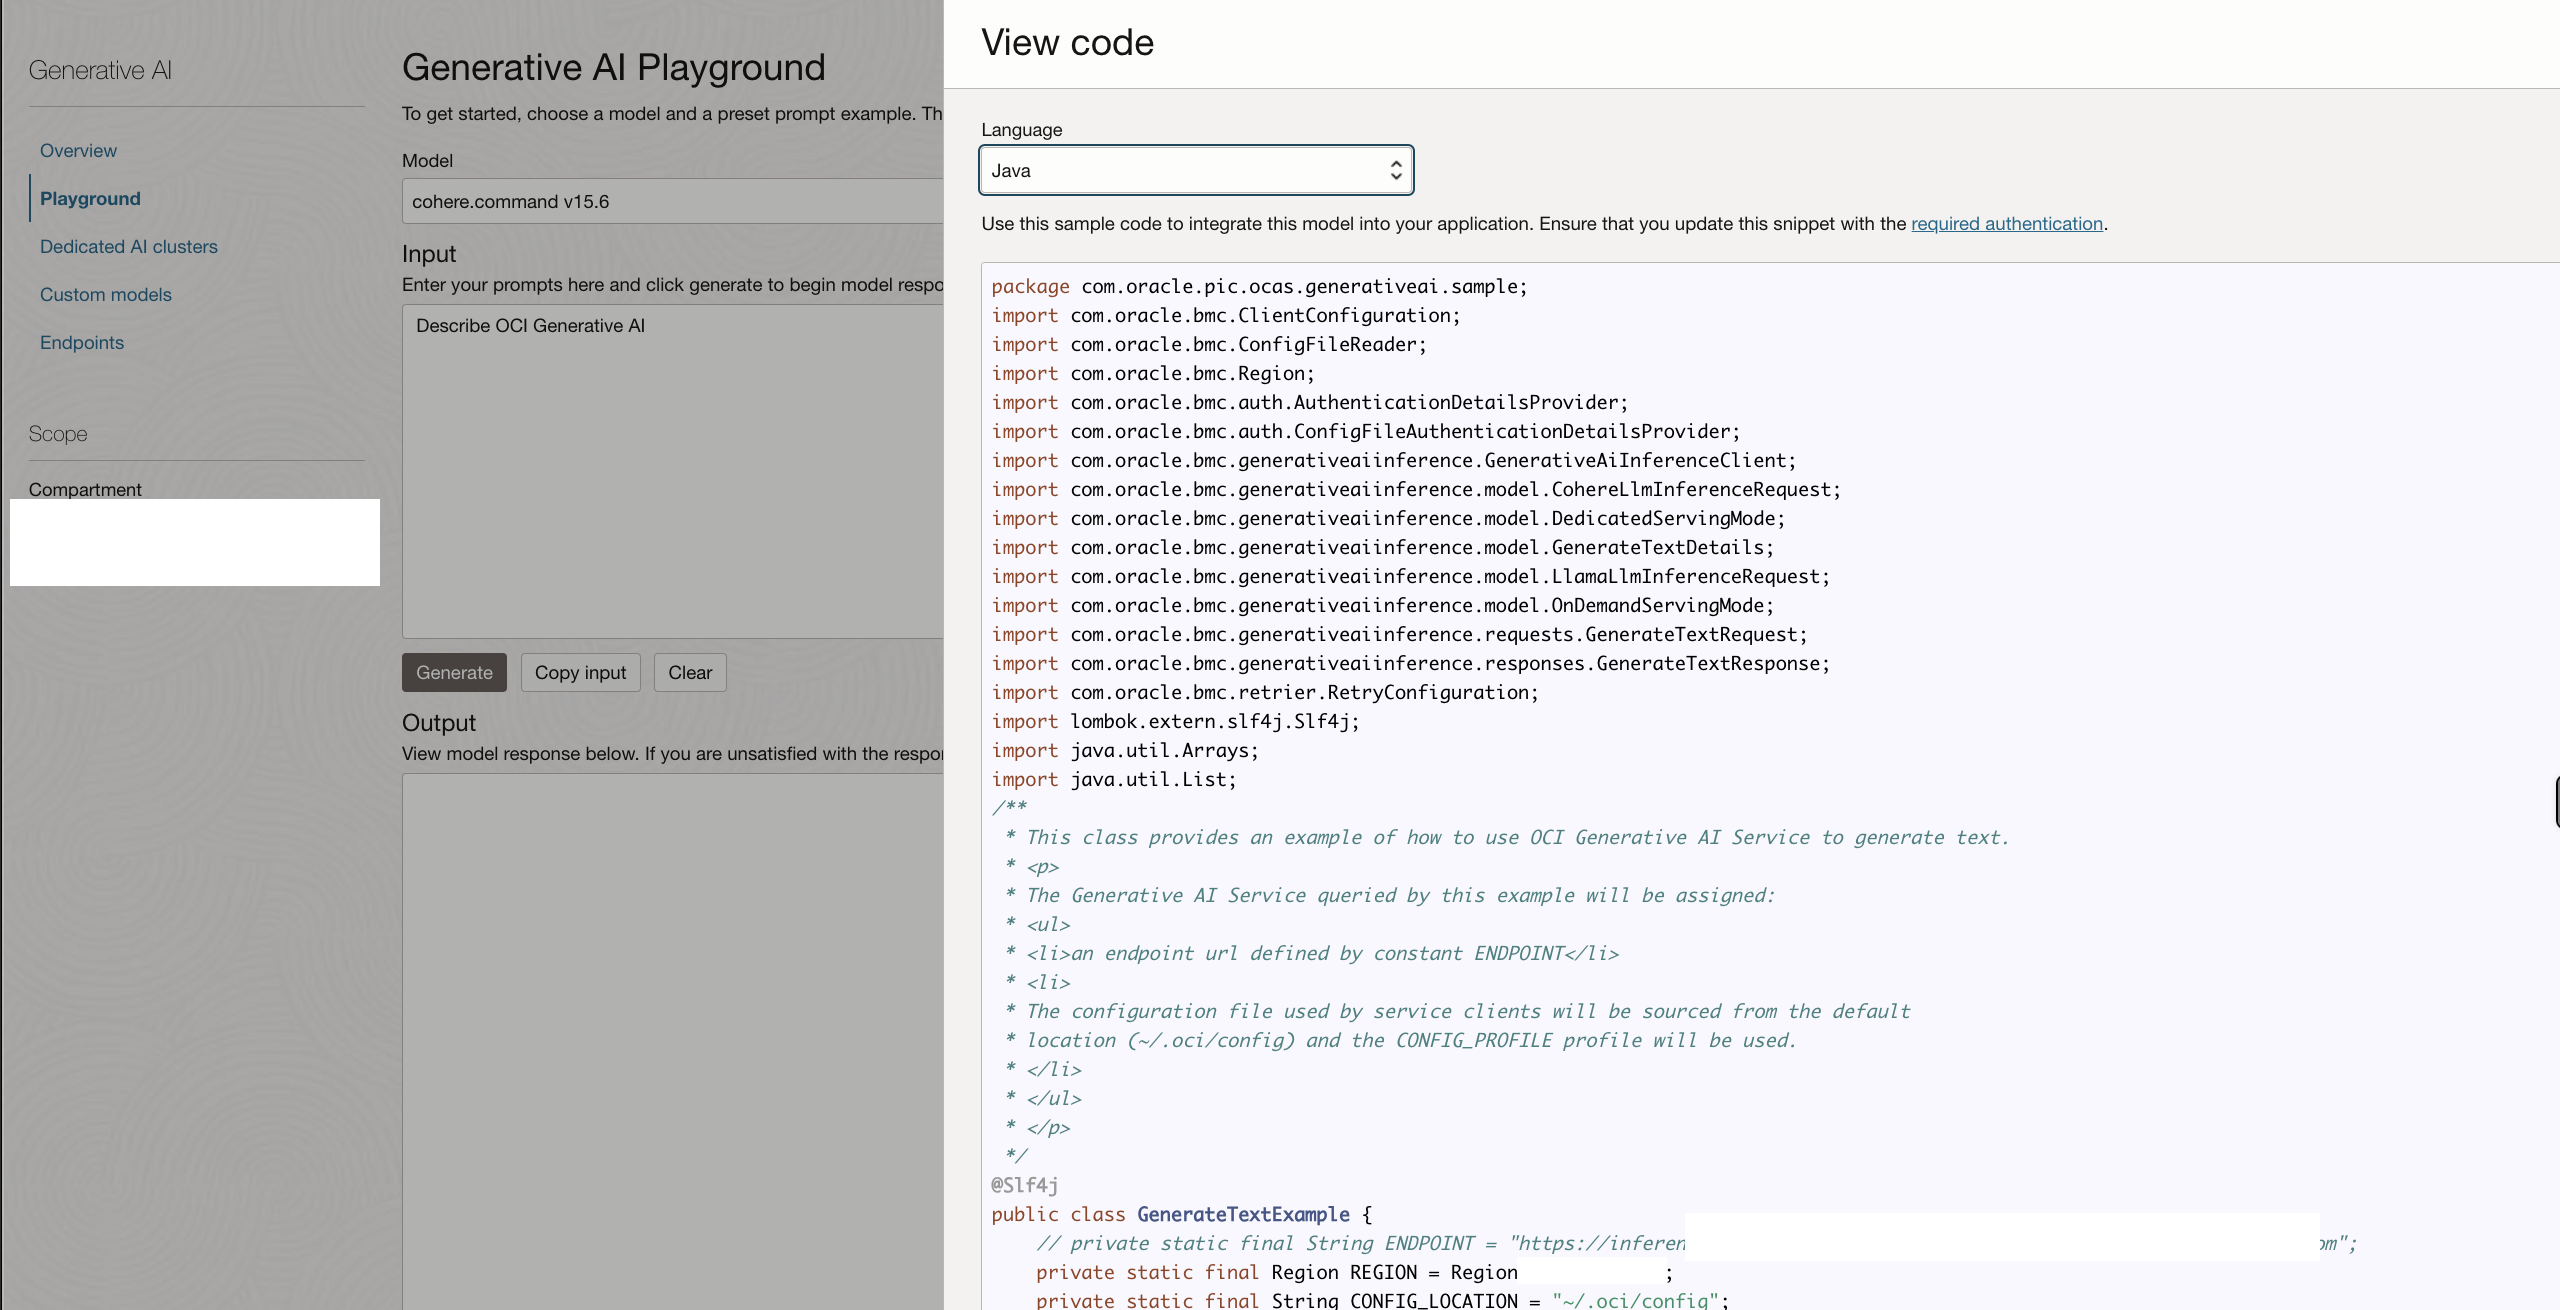 Generative AI
Overview
Playground
Dedicated AI clusters
Custom models
Endpoints
Scope
Compartment
Generative AI Playground
To get started, choose a model and a preset prompt example. Th
Model
cohere.command v15.6
Input
Enter your prompts here and click generate to begin model respo
Describe OCI Generative AI
Generate Copy input Clear
Output
View model response below. If you are unsatisfied with the respo
View code
Language
Java
Use this sample code to integrate this model into your application. Ensure that you update this snippet with the required authentication.
package com.oracle.pic.ocas.generativeai.sample;
import com.oracle.bmc.ClientConfiguration;
import com.oracle.bmc.ConfigFileReader;
import com.oracle.bmc.Region;
import com.oracle.bmc.auth.AuthenticationDetailsProvider;
import com.oracle.bmc.auth.ConfigFileAuthenticationDetailsProvider;
import com.oracle.bmc.generativeaiinference.GenerativeAiInferenceClient;
import com.oracle.bmc.generativeaiinference.model.CohereLlmInferenceRequest;
import com.oracle.bmc.generativeaiinference.model.DedicatedServingMode;
import com.oracle.bmc.generativeaiinference.model.GenerateTextDetails;
import com.oracle.bmc.generativeaiinference.model.LlamaLlmInferenceRequest;
import com.oracle.bmc.generativeaiinference.model.OnDemandServingMode;
import com.oracle.bmc.generativeaiinference.requests.GenerateTextRequest;
import com.oracle.bmc.generativeaiinference.responses.GenerateTextResponse;
import com.oracle.bmc.retrier.RetryConfiguration;
import lombok.extern.slf4j.Slf4j;
import java.util.Arrays;
import java.util.List;
/**
 * This class provides an example of how to use OCI Generative AI Service to generate text.
 * <p>
 * The Generative AI Service queried by this example will be assigned:
 * <ul>
 * <li>an endpoint url defined by constant ENDPOINT</li>
 * <li>
 * The configuration file used by service clients will be sourced from the default
 * location (~/.oci/config) and the CONFIG_PROFILE profile will be used.
 * </li>
 * </ul>
 * </p>
 */
@Slf4j
public class GenerateTextExample {
    // private static final String ENDPOINT = "https://inferen om";
    private static final Region REGION = Region ;
    private static final String CONFIG_LOCATION = "~/.oci/config";